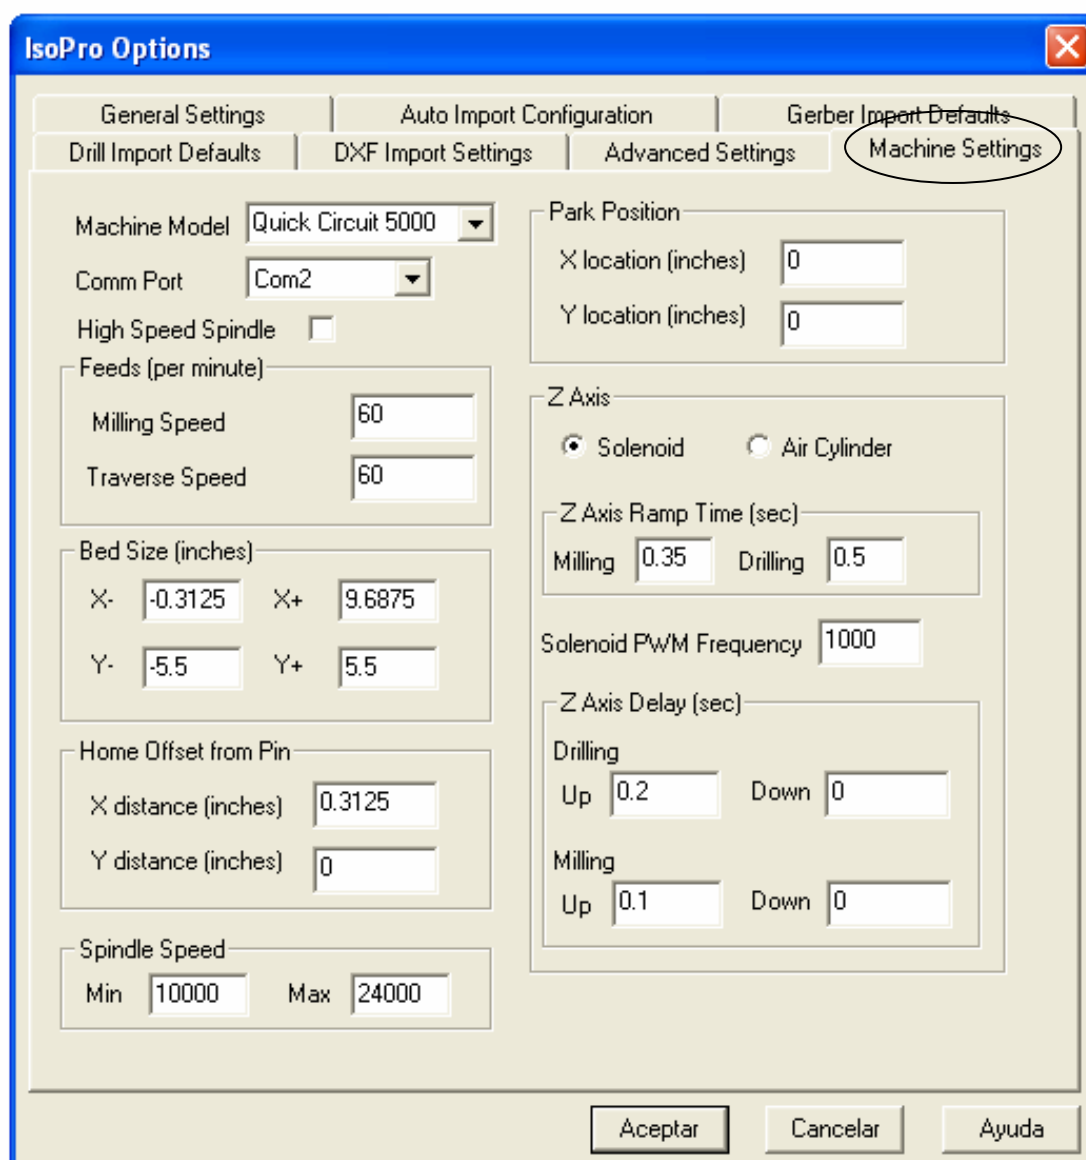 IsoPro Options
General Settings Auto Import Configuration Gerber Import Defaults
Drill Import Defaults DXF Import Settings Advanced Settings Machine Settings
Machine Model Quick Circuit 5000
Comm Port Com2
High Speed Spindle
Feeds (per minute)
Milling Speed 60
Traverse Speed 60
Bed Size (inches)
X- -0.3125 X+ 9.6875
Y- -5.5 Y+ 5.5
Home Offset from Pin
X distance (inches) 0.3125
Y distance (inches) 0
Spindle Speed
Min 10000 Max 24000
Park Position
X location (inches) 0
Y location (inches) 0
Z Axis
Solenoid Air Cylinder
Z Axis Ramp Time (sec)
Milling 0.35 Drilling 0.5
Solenoid PWM Frequency 1000
Z Axis Delay (sec)
Drilling
Up 0.2 Down 0
Milling
Up 0.1 Down 0
Aceptar Cancelar Ayuda